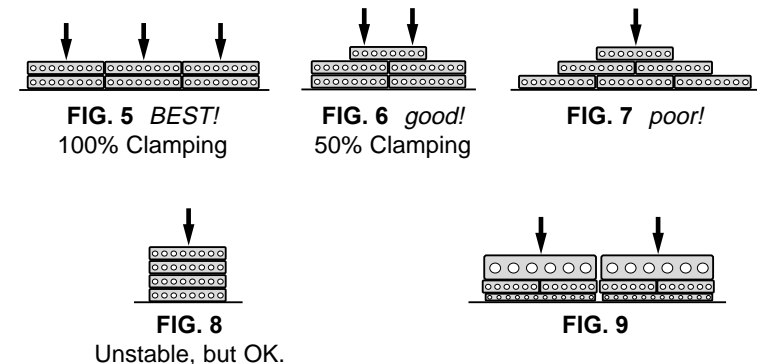 FIG. 5 BEST!
100% Clamping
FIG. 6 good!
50% Clamping
FIG. 7 poor!
FIG. 8
Unstable, but OK.
FIG. 9